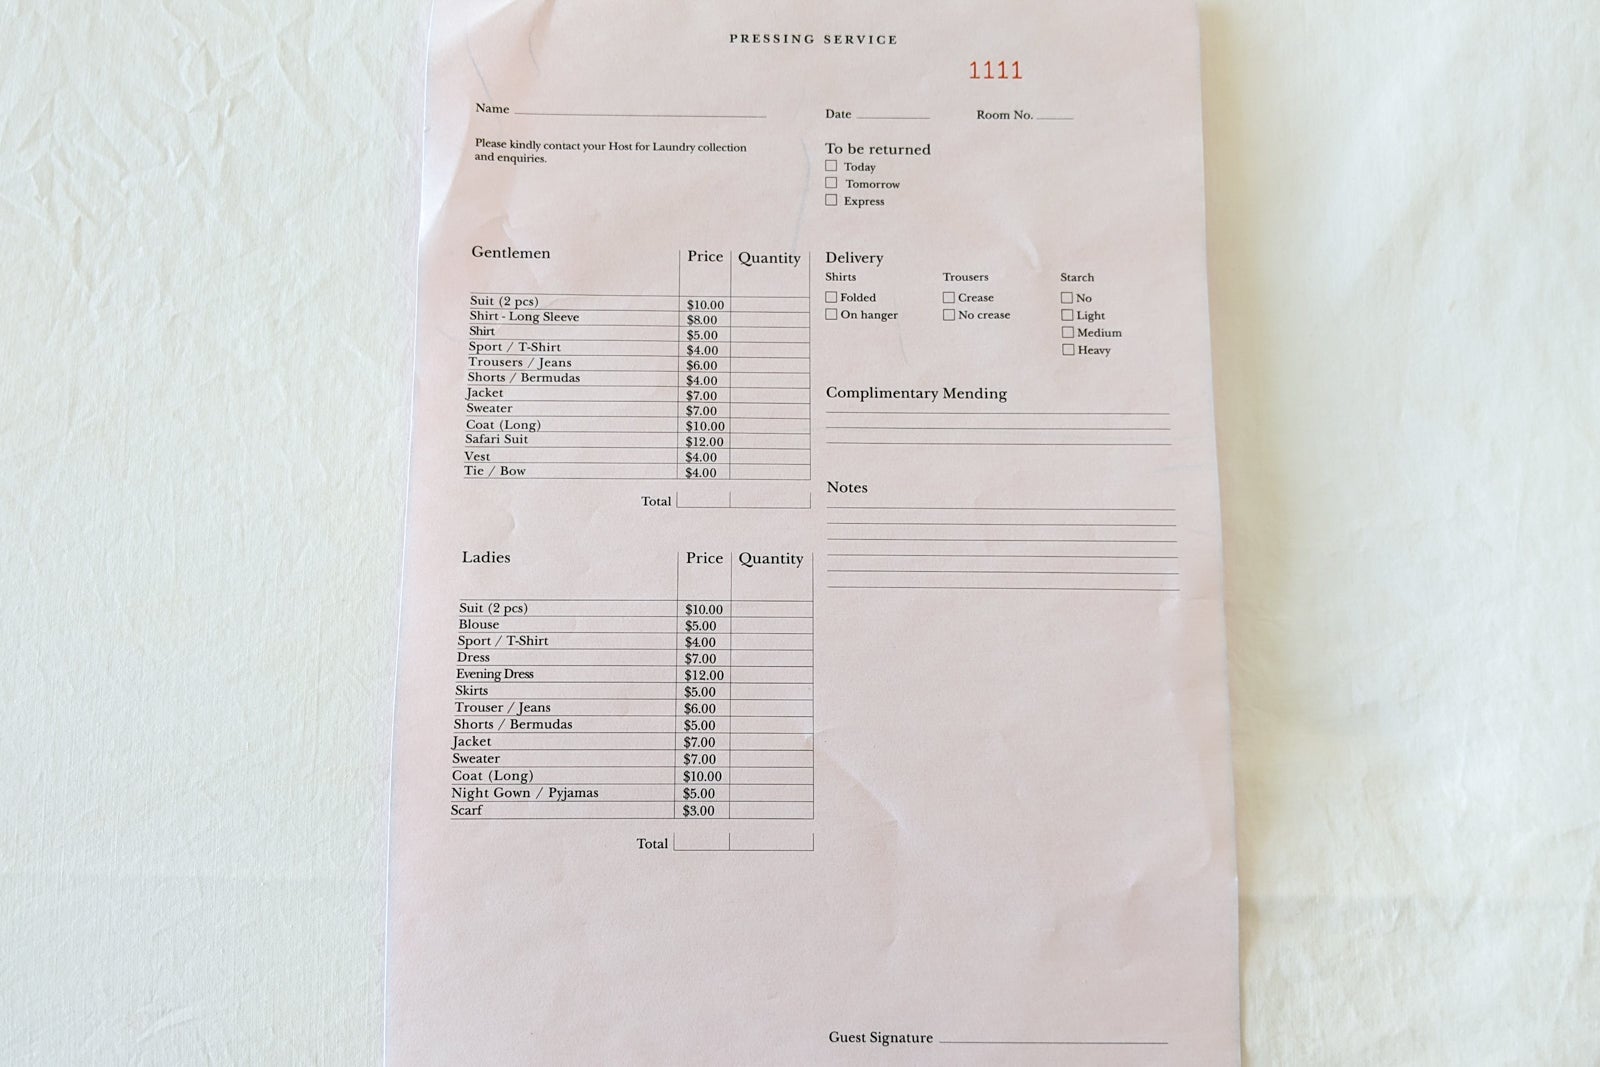 PRESSING SERVICE
1111
Name
Date
Room No.
Please kindly contact your Host for Laundry collection
and enquiries.
To be returned
Today
Tomorrow
Express
Gentlemen Price Quantity
Suit (2 pcs) $10.00
Shirt - Long Sleeve $8.00
Shirt $5.00
Sport / T-Shirt $4.00
Trousers / Jeans $6.00
Shorts / Bermudas $4.00
Jacket $7.00
Sweater $7.00
Coat (Long) $10.00
Safari Suit $12.00
Vest $4.00
Tie / Bow $4.00
Total
Ladies Price Quantity
Suit (2 pcs) $10.00
Blouse $5.00
Sport / T-Shirt $4.00
Dress $7.00
Evening Dress $12.00
Skirts $5.00
Trouser / Jeans $6.00
Shorts / Bermudas $5.00
Jacket $7.00
Sweater $7.00
Coat (Long) $10.00
Night Gown / Pyjamas $5.00
Scarf $3.00
Total
Delivery
Shirts Trousers Starch
Folded Crease No
On hanger No crease Light
Medium
Heavy
Complimentary Mending
Notes
Guest Signature